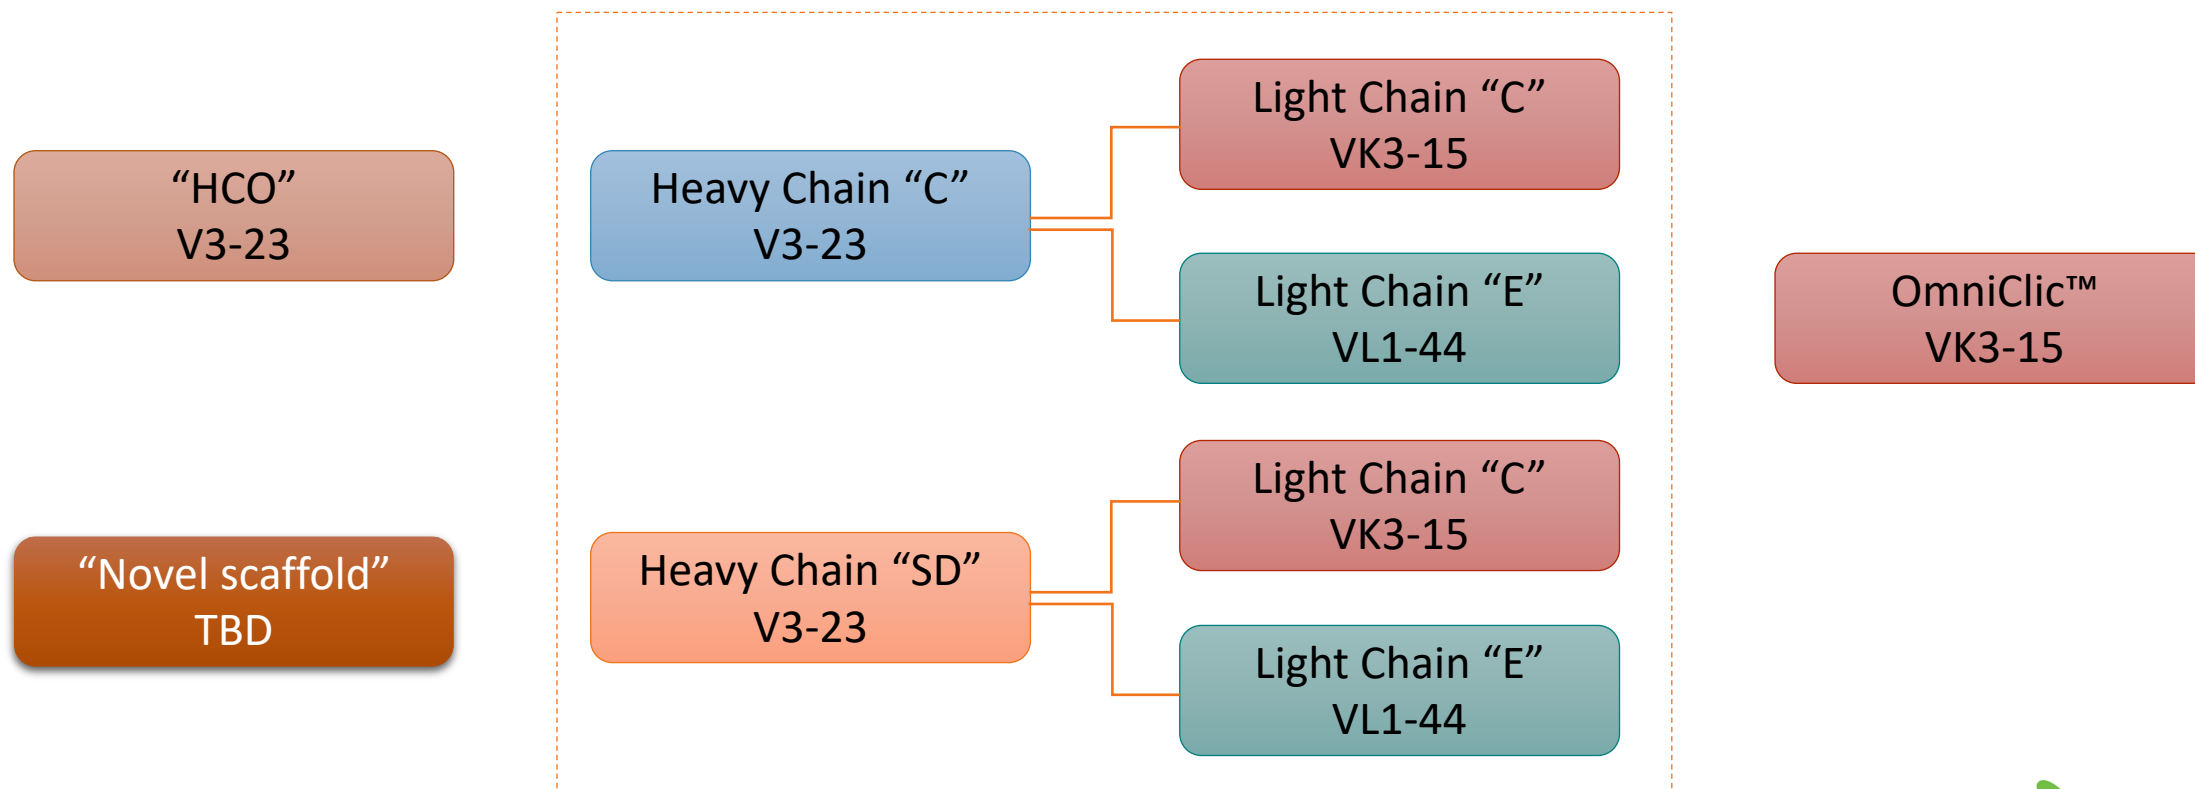 “HCO”
V3-23
“Novel scaffold”
TBD
Heavy Chain “C”
V3-23
Light Chain “C”
VK3-15
Light Chain “E”
VL1-44
Heavy Chain “SD”
V3-23
Light Chain “C”
VK3-15
Light Chain “E”
VL1-44
OmniClic™
VK3-15